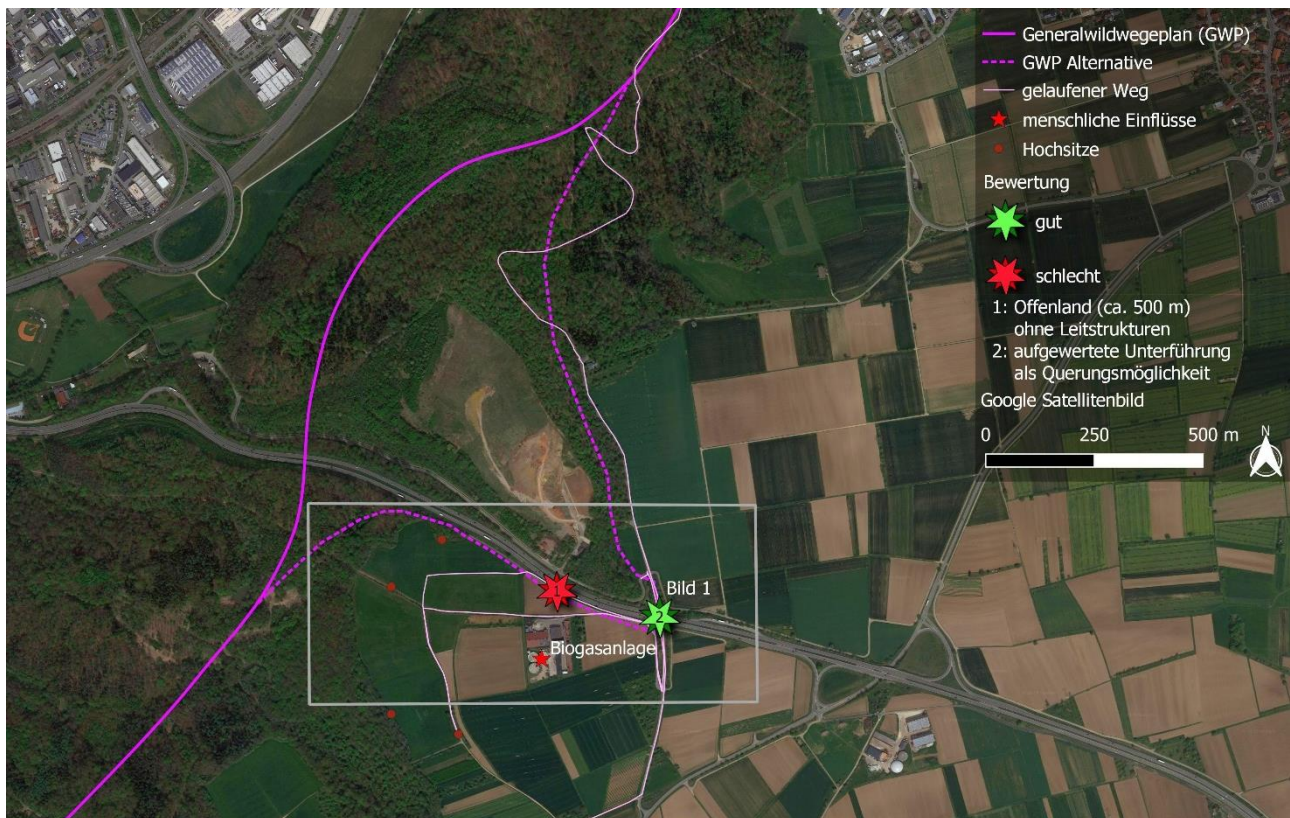 Generalwildwegeplan (GWP)
GWP Alternative
gelaufener Weg
menschliche Einflüsse
Hochsitze
Bewertung
gut
schlecht
1: Offenland (ca. 500 m)
ohne Leitstrukturen
2: aufgewertete Unterführung
als Querungsmöglichkeit
Google Satellitenbild
0 250 500 m
N
Bild 1
1
2
Biogasanlage